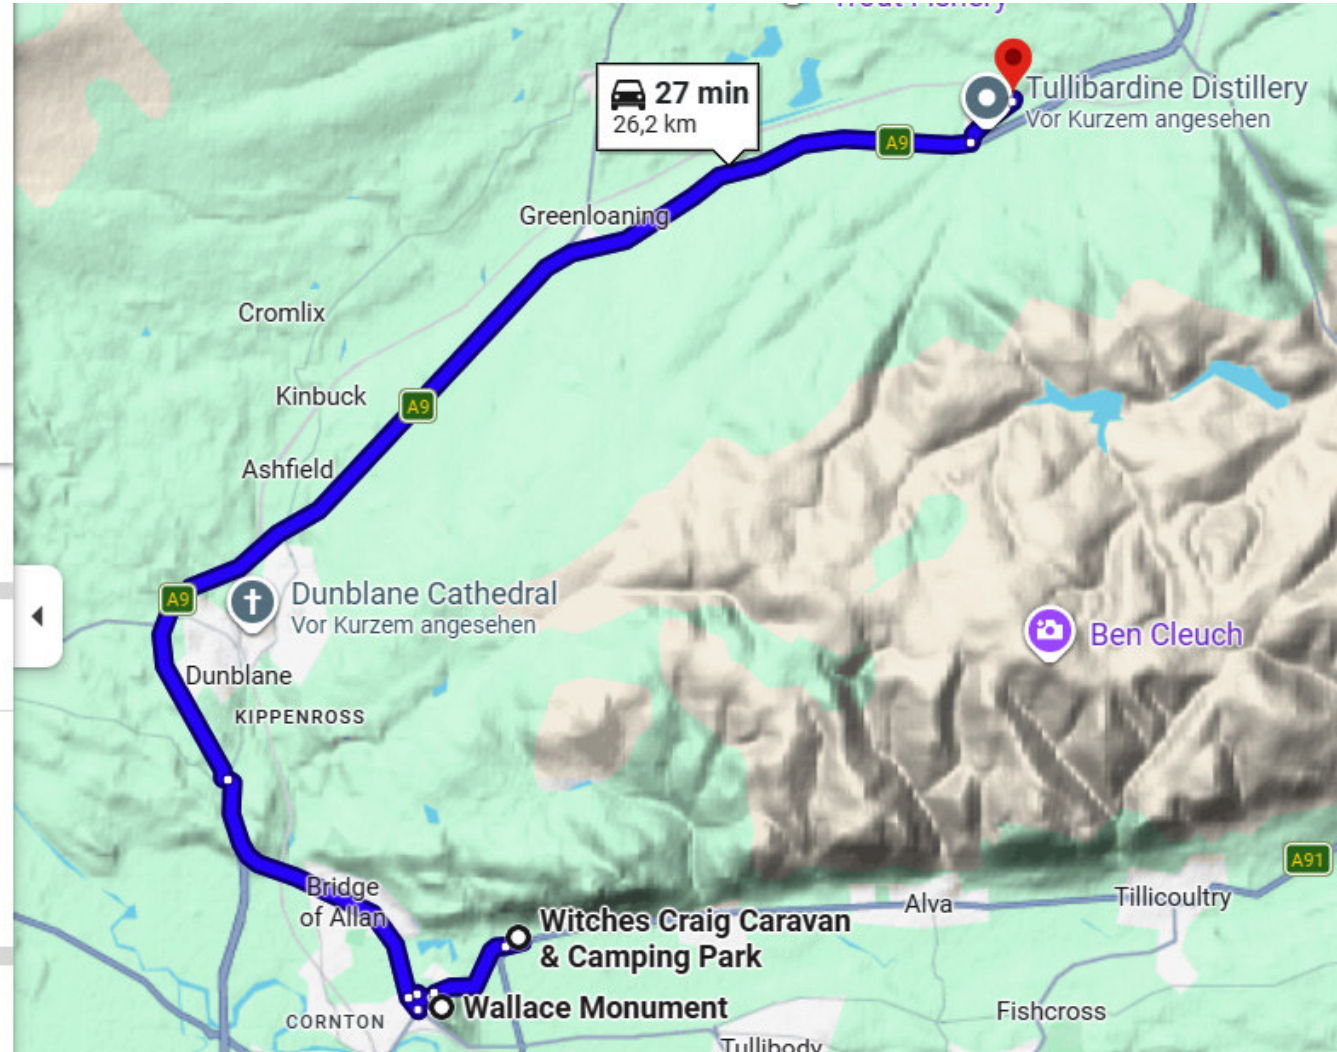 Trout Fishery
27 min
26,2 km
Tullibardine Distillery
Vor Kurzem angesehen
A9
Greenloaning
Cromlix
Kinbuck
A9
Ashfield
A9
Dunblane Cathedral
Vor Kurzem angesehen
Ben Cleuch
Dunblane
KIPPENROSS
A91
Bridge
of Allan
Alva
Tillicoultry
Witches Craig Caravan
& Camping Park
Wallace Monument
Fishcross
CORNTON
Tullibody